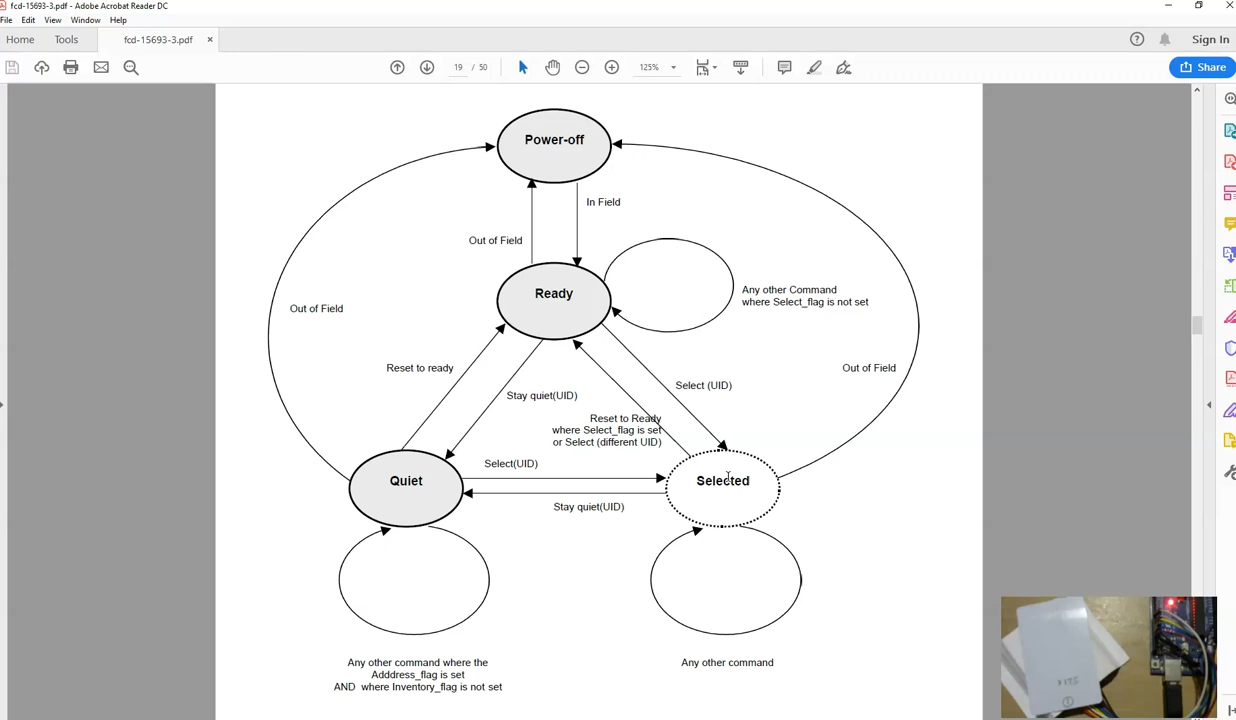 fcd-15693-3.pdf - Adobe Acrobat Reader DC
File Edit View Window Help
Home Tools fcd-15693-3.pdf × Sign In
19 / 50 125% Share
Power-off
In Field
Out of Field
Ready
Any other Command
where Select_flag is not set
Out of Field
Reset to ready
Out of Field
Select (UID)
Stay quiet(UID)
Reset to Ready
where Select_flag is set
or Select (different UID)
Select(UID)
Quiet
Selected
Stay quiet(UID)
Any other command where the
Adddress_flag is set
AND where Inventory_flag is not set
Any other command